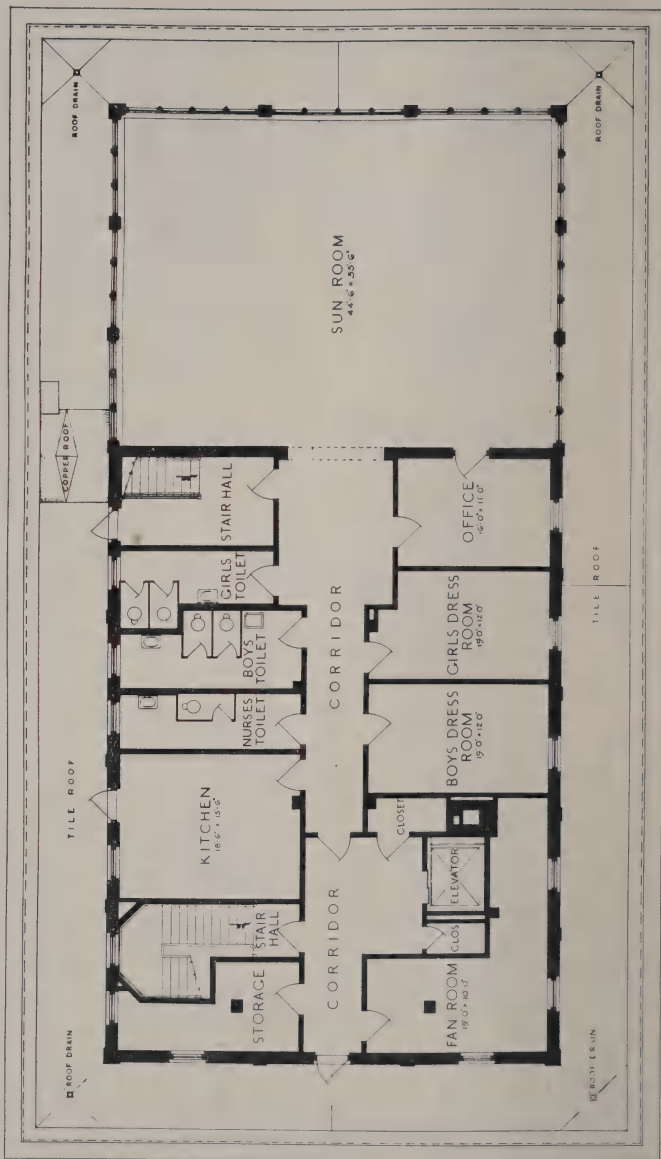 ROOF DRAIN
ROOF DRAIN
SUN ROOM
44'-6" x 35'-6"
COPPER ROOF
STAIR HALL
OFFICE
16'-0" x 11'-0"
GIRLS
TOILET
BOYS
TOILET
CORRIDOR
GIRLS DRESS
ROOM
19'-0" x 12'-0"
TILE ROOF
NURSES
TOILET
BOYS DRESS
ROOM
19'-0" x 12'-0"
TILE ROOF
KITCHEN
18'-6" x 15'-6"
CLOSET
ELEVATOR
STAIR
HALL
CORRIDOR
CLOS
STORAGE
FAN ROOM
19'-0" x 10'-0"
ROOF DRAIN
ROOF DRAIN